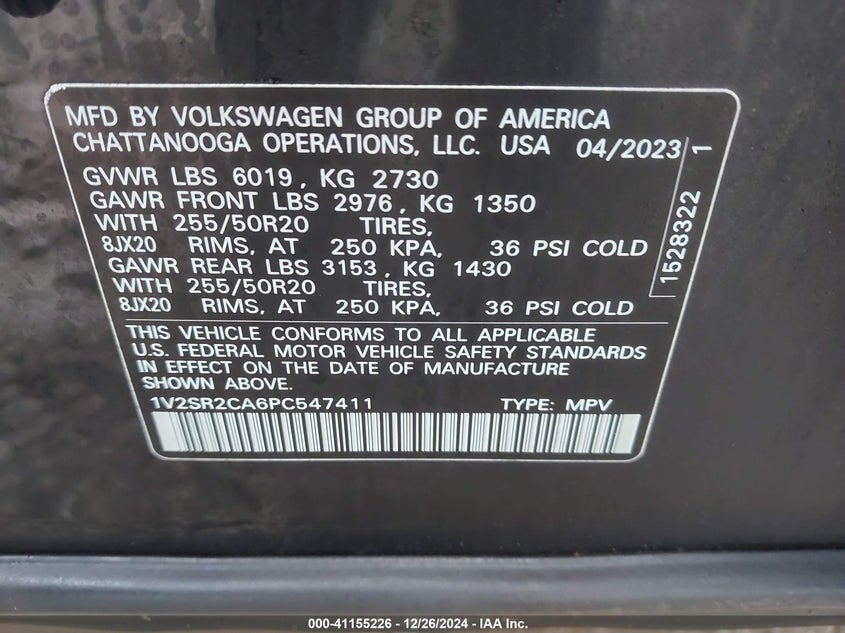 MFD BY VOLKSWAGEN GROUP OF AMERICA
CHATTANOOGA OPERATIONS, LLC. USA 04/2023
GVWR LBS 6019, KG 2730
GAWR FRONT LBS 2976, KG 1350
WITH 255/50R20 TIRES,
8JX20 RIMS, AT 250 KPA, 36 PSI COLD
GAWR REAR LBS 3153, KG 1430
WITH 255/50R20 TIRES,
8JX20 RIMS, AT 250 KPA, 36 PSI COLD
THIS VEHICLE CONFORMS TO ALL APPLICABLE
U.S. FEDERAL MOTOR VEHICLE SAFETY STANDARDS
IN EFFECT ON THE DATE OF MANUFACTURE
SHOWN ABOVE.
1V2SR2CA6PC547411 TYPE: MPV
1528322 1
000-41155226 - 12/26/2024 - IAA Inc.